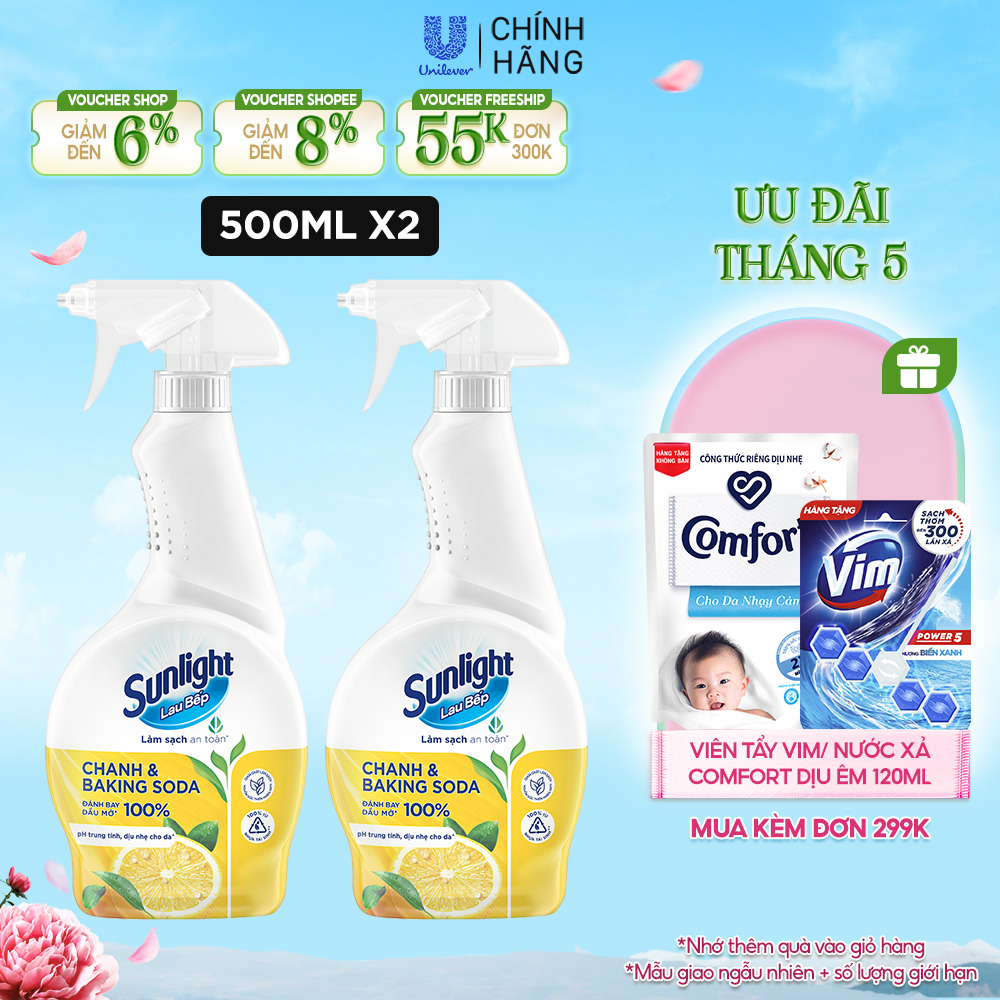 Unilever
CHÍNH
HÃNG
VOUCHER SHOP
GIẢM
ĐẾN
6%
VOUCHER SHOPEE
GIẢM
ĐẾN
8%
VOUCHER FREESHIP
55K
ĐƠN
300K
500ML X2
ƯU ĐÃI
THÁNG 5
Sunlight
Lau Bếp
Làm sạch an toàn*
CHANH &
BAKING SODA
ĐÁNH BAY
DẦU MỠ* 100%
pH trung tính, dịu nhẹ cho da*
Sunlight
Lau Bếp
Làm sạch an toàn*
CHANH &
BAKING SODA
ĐÁNH BAY
DẦU MỠ* 100%
pH trung tính, dịu nhẹ cho da*
HÀNG TẶNG
KHÔNG BÁN
CÔNG THỨC RIÊNG DỊU NHẸ
Comfort
Cho Da Nhạy Cảm
HÀNG TẶNG
SẠCH
THƠM
ĐẾN 300
LẦN XẢ
Vim
POWER 5
HƯƠNG BIỂN XANH
VIÊN TẨY VIM/ NƯỚC XẢ
COMFORT DỊU ÊM 120ML
MUA KÈM ĐƠN 299K
*Nhớ thêm quà vào giỏ hàng
*Mẫu giao ngẫu nhiên + số lượng giới hạn